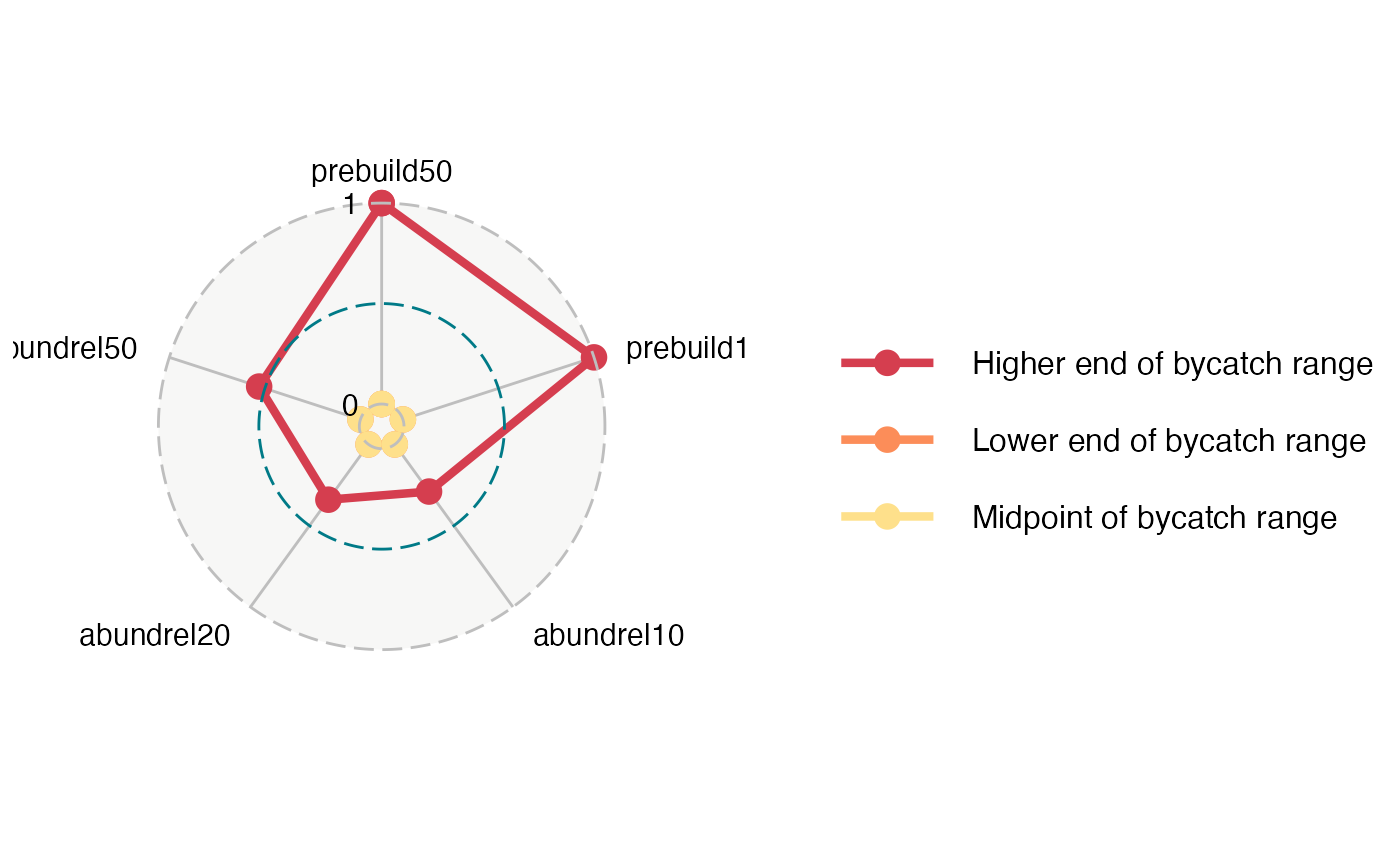 prebuild50
1
bundrel50
prebuild1
0
abundrel20
abundrel10
Higher end of bycatch range
Lower end of bycatch range
Midpoint of bycatch range